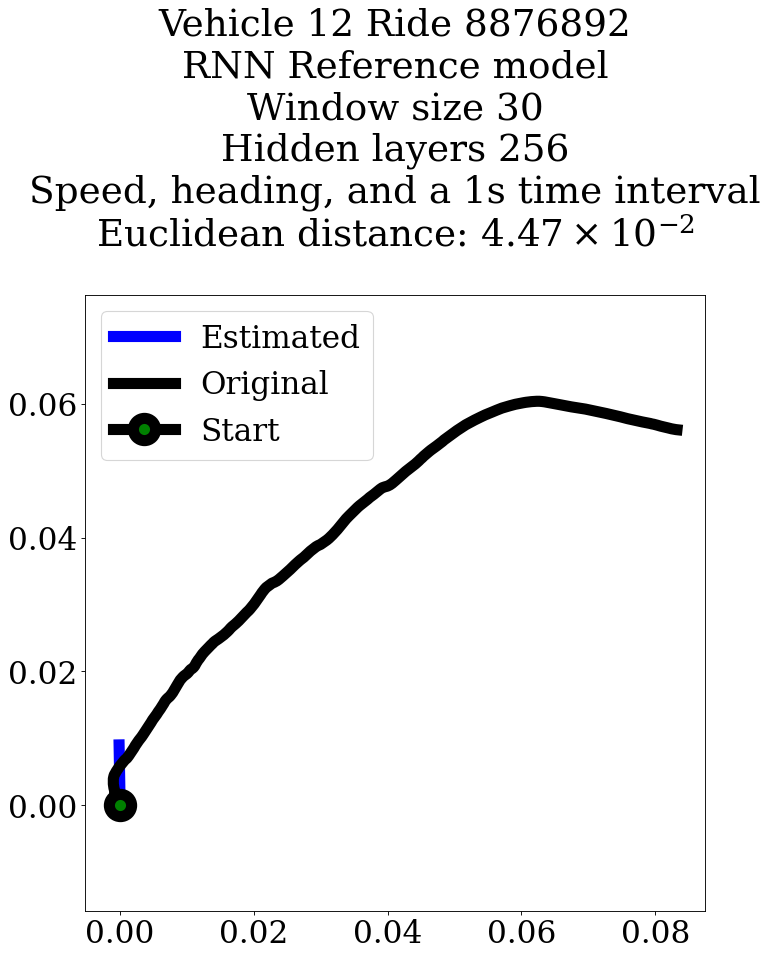 Vehicle 12 Ride 8876892
RNN Reference model
Window size 30
Hidden layers 256
Speed, heading, and a 1s time interval
Euclidean distance: 4.47 × 10⁻²
Estimated
Original
Start
0.06
0.04
0.02
0.00
0.00 0.02 0.04 0.06 0.08